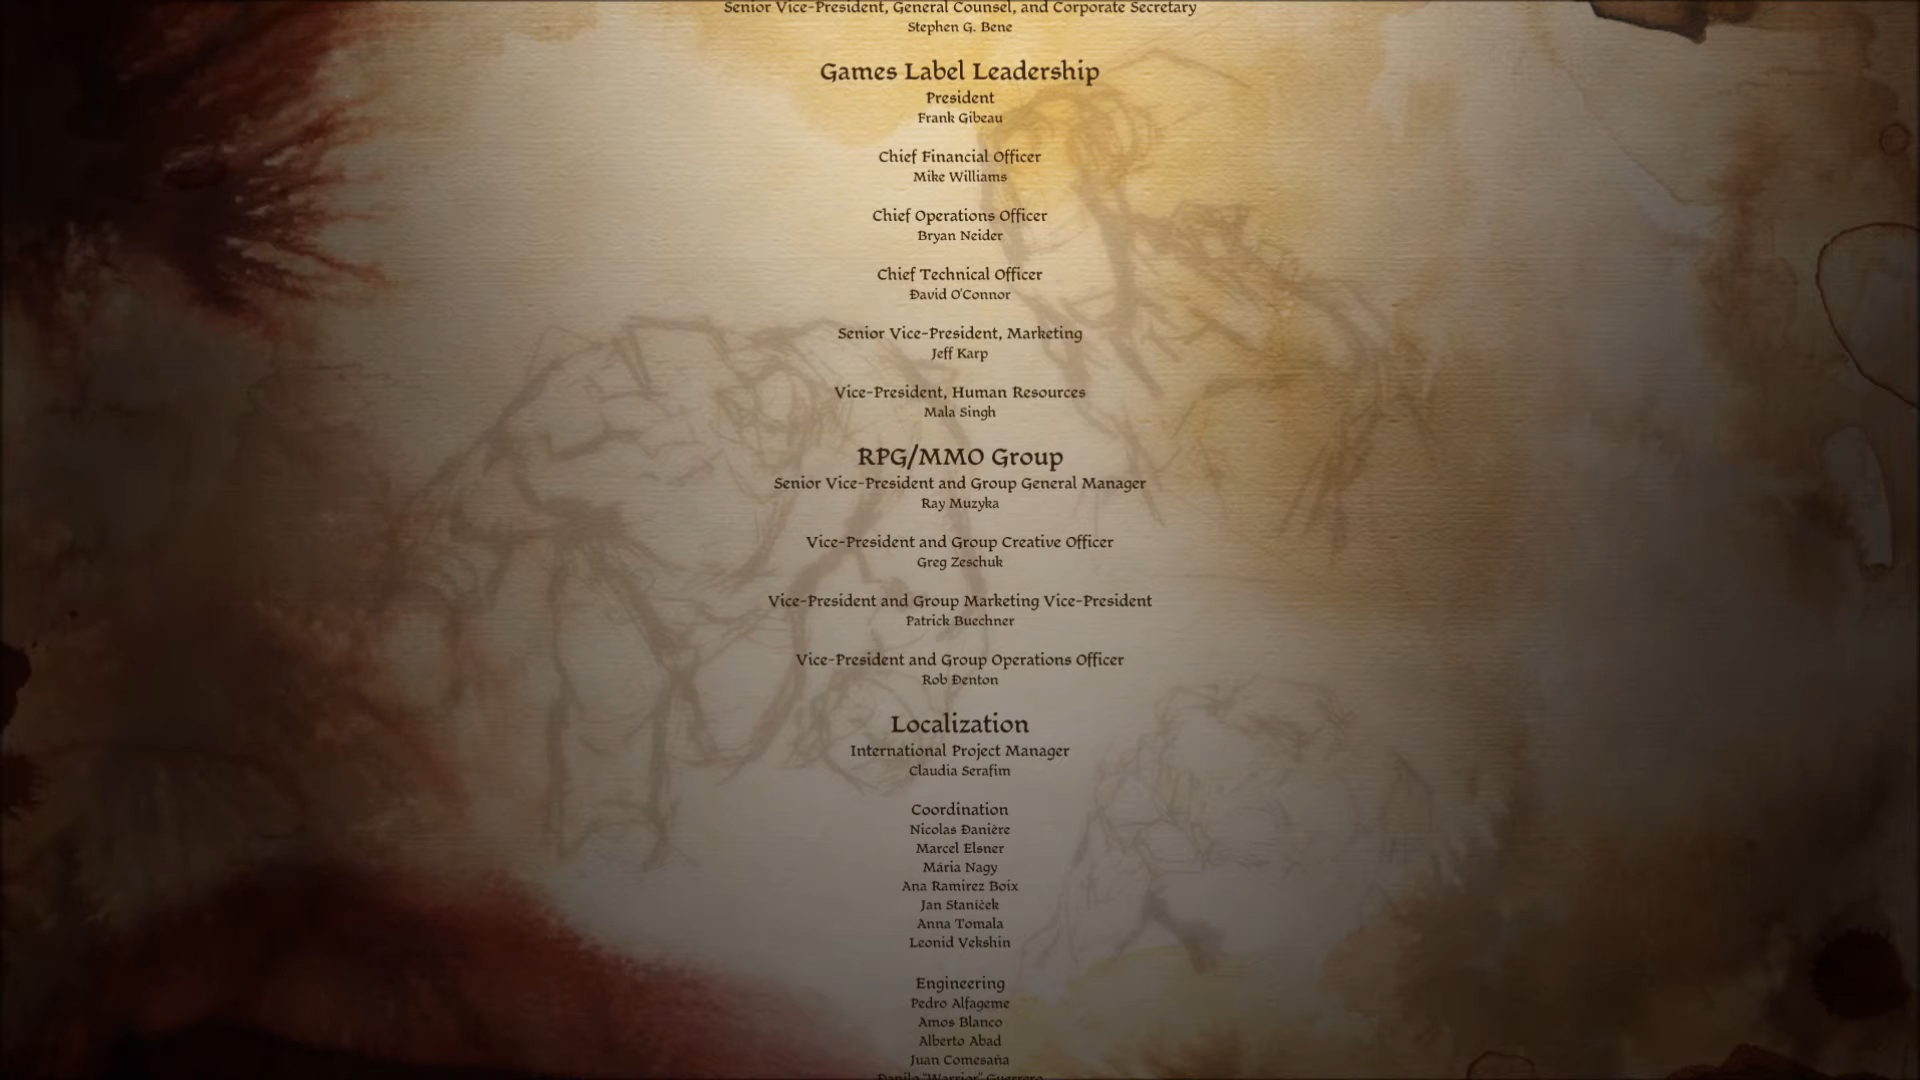 Senior Vice-President, General Counsel, and Corporate Secretary
Stephen G. Bene
Games Label Leadership
President
Frank Gibeau
Chief Financial Officer
Mike Williams
Chief Operations Officer
Bryan Neider
Chief Technical Officer
David O'Connor
Senior Vice-President, Marketing
Jeff Karp
Vice-President, Human Resources
Mala Singh
RPG/MMO Group
Senior Vice-President and Group General Manager
Ray Muzyka
Vice-President and Group Creative Officer
Greg Zeschuk
Vice-President and Group Marketing Vice-President
Patrick Buechner
Vice-President and Group Operations Officer
Rob Denton
Localization
International Project Manager
Claudia Serafim
Coordination
Nicolas Danière
Marcel Elsner
Mária Nagy
Ana Ramirez Boix
Jan Staníček
Anna Tomala
Leonid Vekshin
Engineering
Pedro Alfageme
Amos Blanco
Alberto Abad
Juan Comesaña
Danilo "Warrior" Guerrero